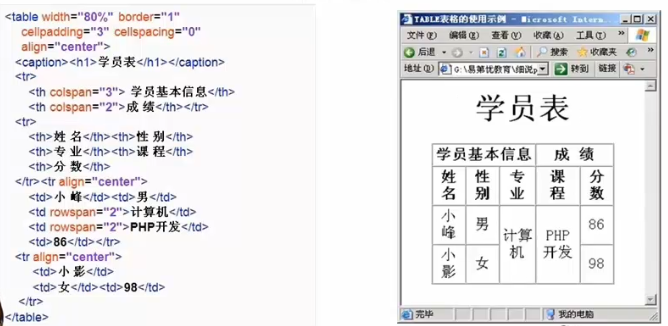 <table width="80%" border="1"
cellpadding="3" cellspacing="0"
align="center">
<caption><h1>学员表</h1></caption>
<tr>
<th colspan="3"> 学员基本信息</th>
<th colspan="2">成 绩</th>
<tr>
<th>姓 名</th><th>性 别</th>
<th>专 业</th><th>课 程</th>
<th>分 数</th>
</tr><tr align="center">
<td>小 峰</td><td>男</td>
<td rowspan="2">计算机</td>
<td rowspan="2">PHP开发</td>
<td>86</td></tr>
<tr align="center">
<td>小 影</td>
<td>女</td><td>98</td>
</tr>
</table>
TABLE表格的使用示例 - Microsoft Intern
文件(F) 编辑(E) 查看(V) 收藏(A) 工具(T) »
后退 搜索 收藏夹 »
地址(D) G:\易第优教育\细说p 转到 链接 »
学员表
学员基本信息 成 绩
姓名 性别 专业 课程 分数
小峰 男 计算机 PHP开发 86
小影 女 98
完毕 我的电脑